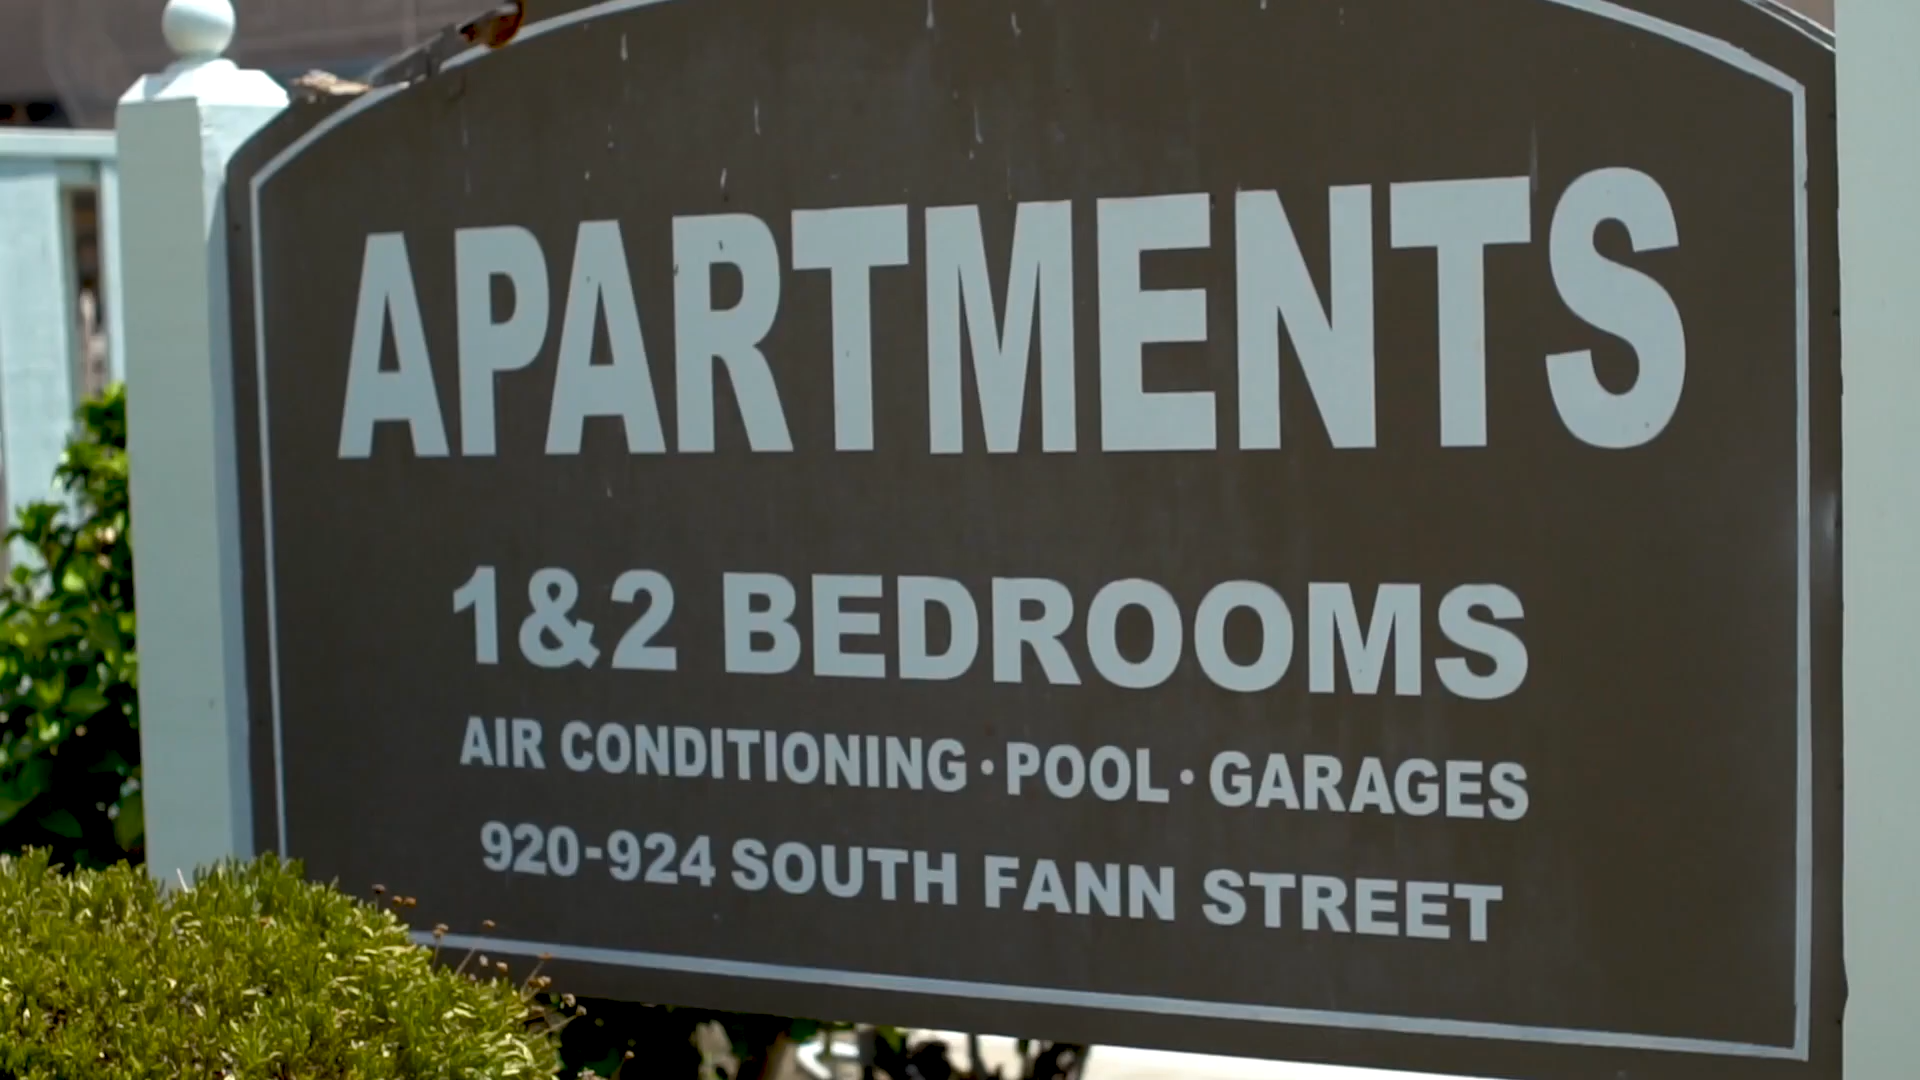 APARTMENTS
1&2 BEDROOMS
AIR CONDITIONING • POOL • GARAGES
920-924 SOUTH FANN STREET